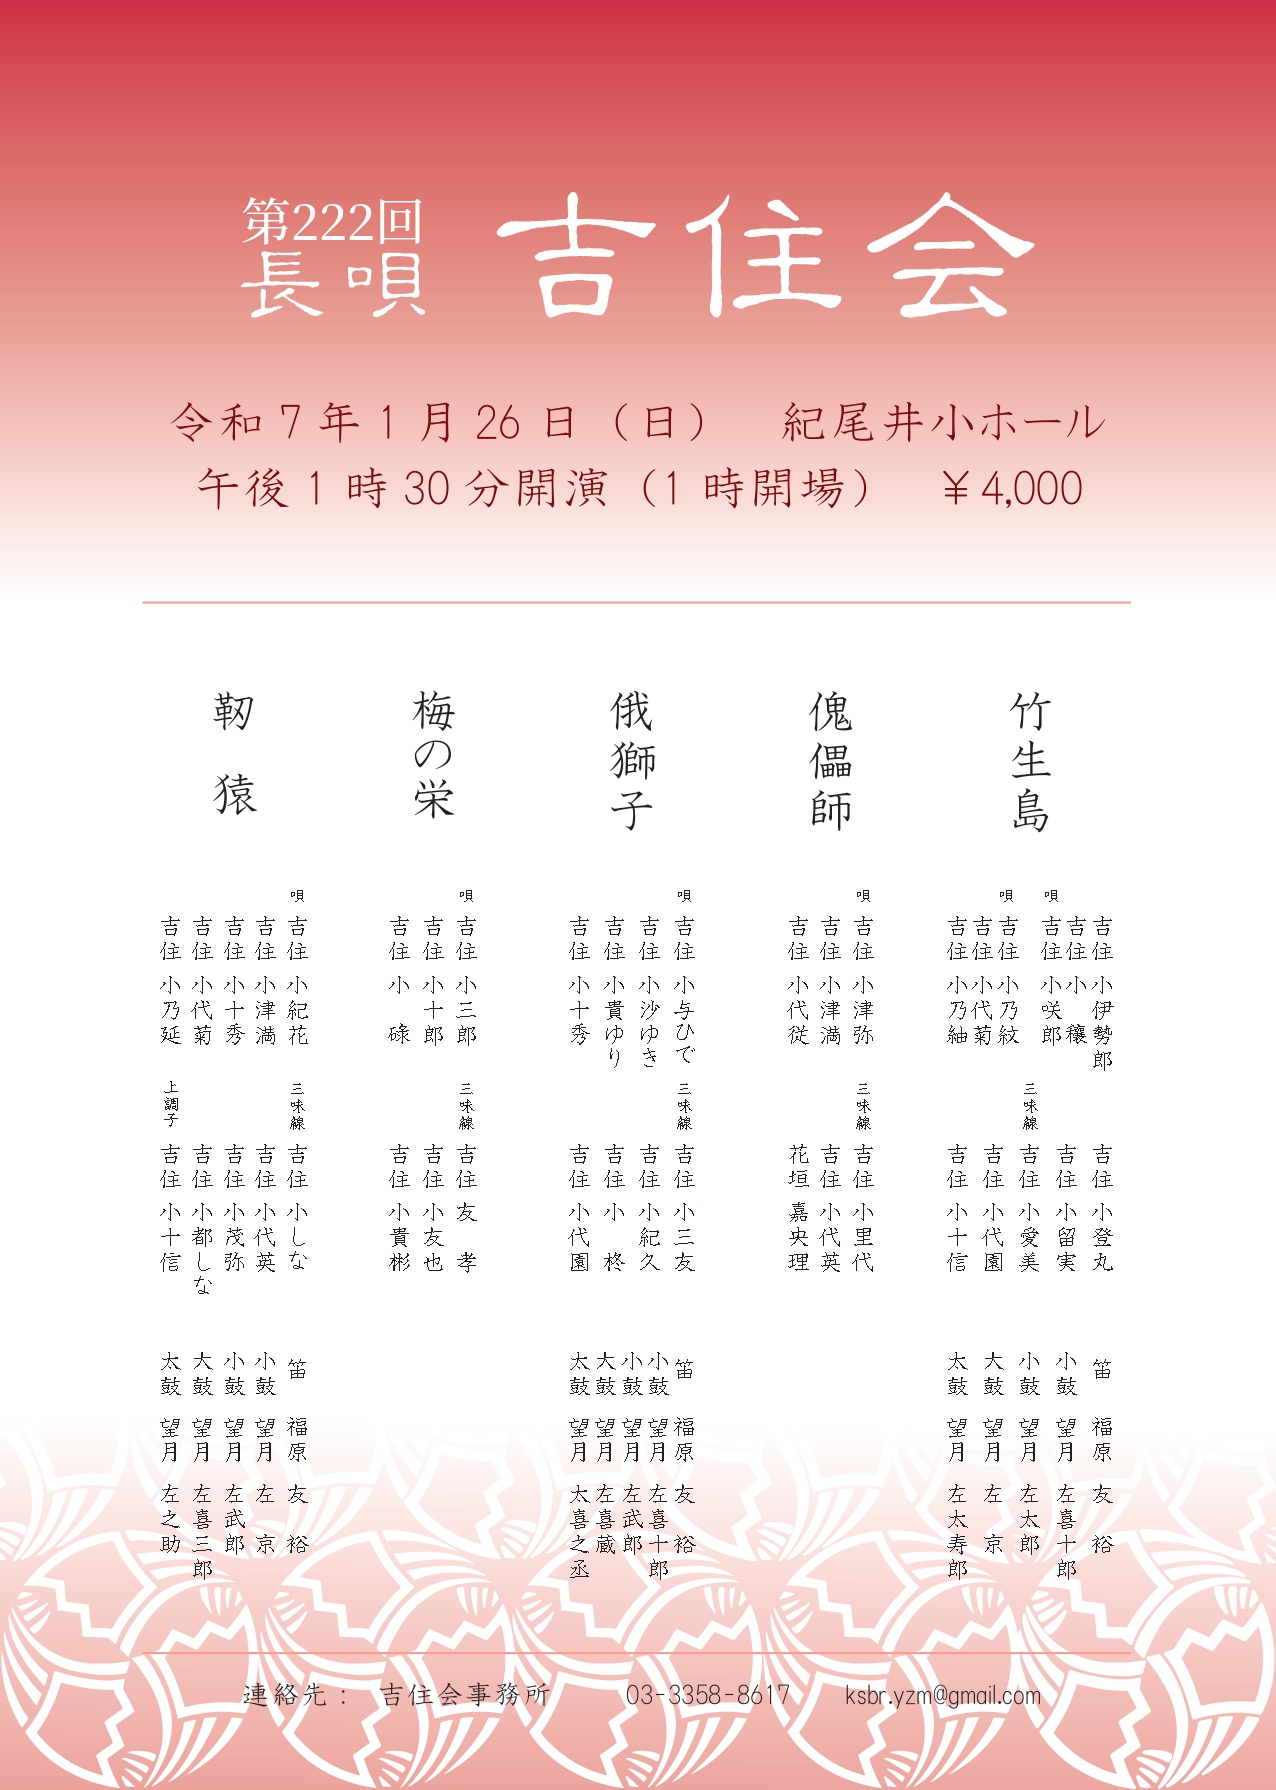 第222回
長唄
吉住会
令和7年1月26日（日）　紀尾井小ホール
午後1時30分開演（1時開場）　￥4,000
竹生島
吉住 小伊勢郎
吉住 小 穰
唄 吉住 小咲郎
唄 吉住 小乃紋
吉住 小代菊
吉住 小乃紬
吉住 小登丸
吉住 小留実
三味線 吉住 小愛美
吉住 小代園
吉住 小十信
笛 福原 友 裕
小鼓 望月 左喜十郎
小鼓 望月 左太郎
大鼓 望月 左 京
太鼓 望月 左太寿郎
傀儡師
唄 吉住 小津弥
吉住 小津満
吉住 小代従
三味線 吉住 小里代
吉住 小代英
花垣 嘉央理
俄獅子
唄 吉住 小与ひで
吉住 小沙ゆき
吉住 小貴ゆり
吉住 小十秀
三味線 吉住 小三友
吉住 小紀久
吉住 小 柊
吉住 小代園
笛 福原 友 裕
小鼓 望月 左喜十郎
小鼓 望月 左武郎
大鼓 望月 左喜蔵
太鼓 望月 太喜之丞
梅の栄
唄 吉住 小三郎
吉住 小十郎
吉住 小 碌
三味線 吉住 友 孝
吉住 小友也
吉住 小貴彬
靭 猿
唄 吉住 小紀花
吉住 小津満
吉住 小十秀
吉住 小代菊
吉住 小乃延
三味線 吉住 小しな
吉住 小代英
吉住 小茂弥
吉住 小都しな
上調子 吉住 小十信
笛 福原 友 裕
小鼓 望月 左 京
小鼓 望月 左武郎
大鼓 望月 左喜三郎
太鼓 望月 左之助
連絡先： 吉住会事務所　03-3358-8617　ksbr.yzm@gmail.com